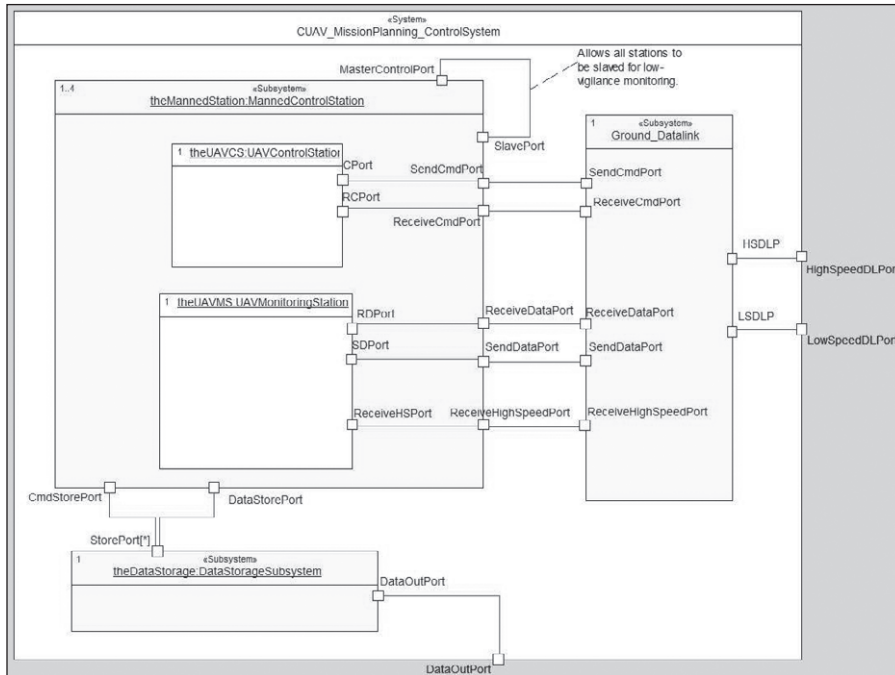 «System»
CUAV_MissionPlanning_ControlSystem
Allows all stations to
be slaved for low-
vigilance monitoring.
MasterControlPort
1..4
«Subsystem»
theMannedStation:MannedControlStation
SlavePort
1
«Subsystem»
Ground_Datalink
1
theUAVCS:UAVControlStation
CPort
SendCmdPort
SendCmdPort
RCPort
ReceiveCmdPort
ReceiveCmdPort
HSDLP
HighSpeedDLPort
1
theUAVMS:UAVMonitoringStation
RDPort
ReceiveDataPort
ReceiveDataPort
LSDLP
LowSpeedDLPort
SDPort
SendDataPort
SendDataPort
ReceiveHSPort
ReceiveHighSpeedPort
ReceiveHighSpeedPort
CmdStorePort
DataStorePort
StorePort[*]
1
«Subsystem»
theDataStorage:DataStorageSubsystem
DataOutPort
DataOutPort